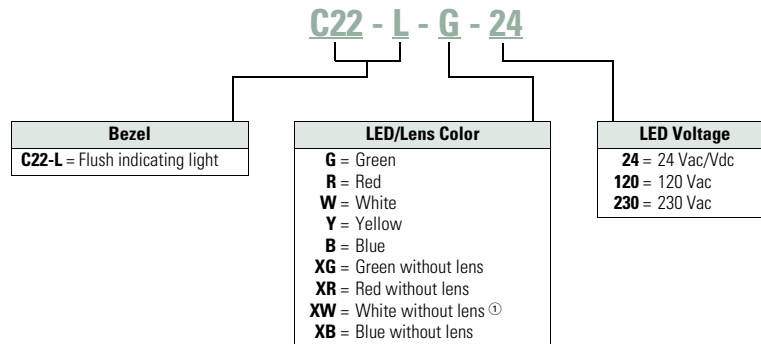 C22 - L - G - 24
Bezel
C22-L = Flush indicating light
LED/Lens Color
G = Green
R = Red
W = White
Y = Yellow
B = Blue
XG = Green without lens
XR = Red without lens
XW = White without lens ①
XB = Blue without lens
LED Voltage
24 = 24 Vac/Vdc
120 = 120 Vac
230 = 230 Vac